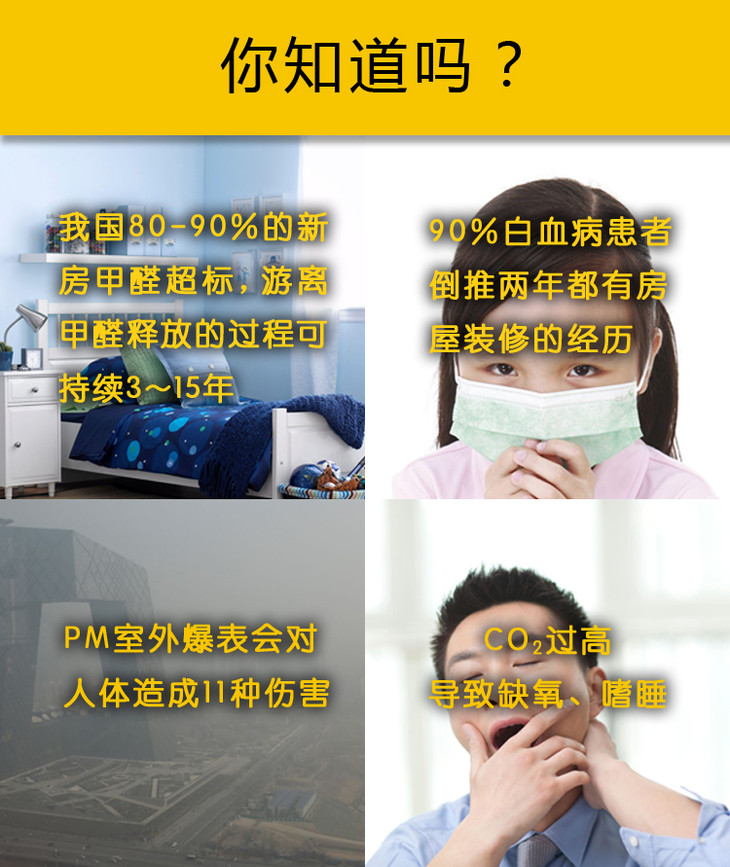 你知道吗？
我国80-90%的新
房甲醛超标,游离
甲醛释放的过程可
持续3~15年
90%白血病患者
倒推两年都有房
屋装修的经历
PM室外爆表会对
人体造成11种伤害
CO₂过高
导致缺氧、嗜睡